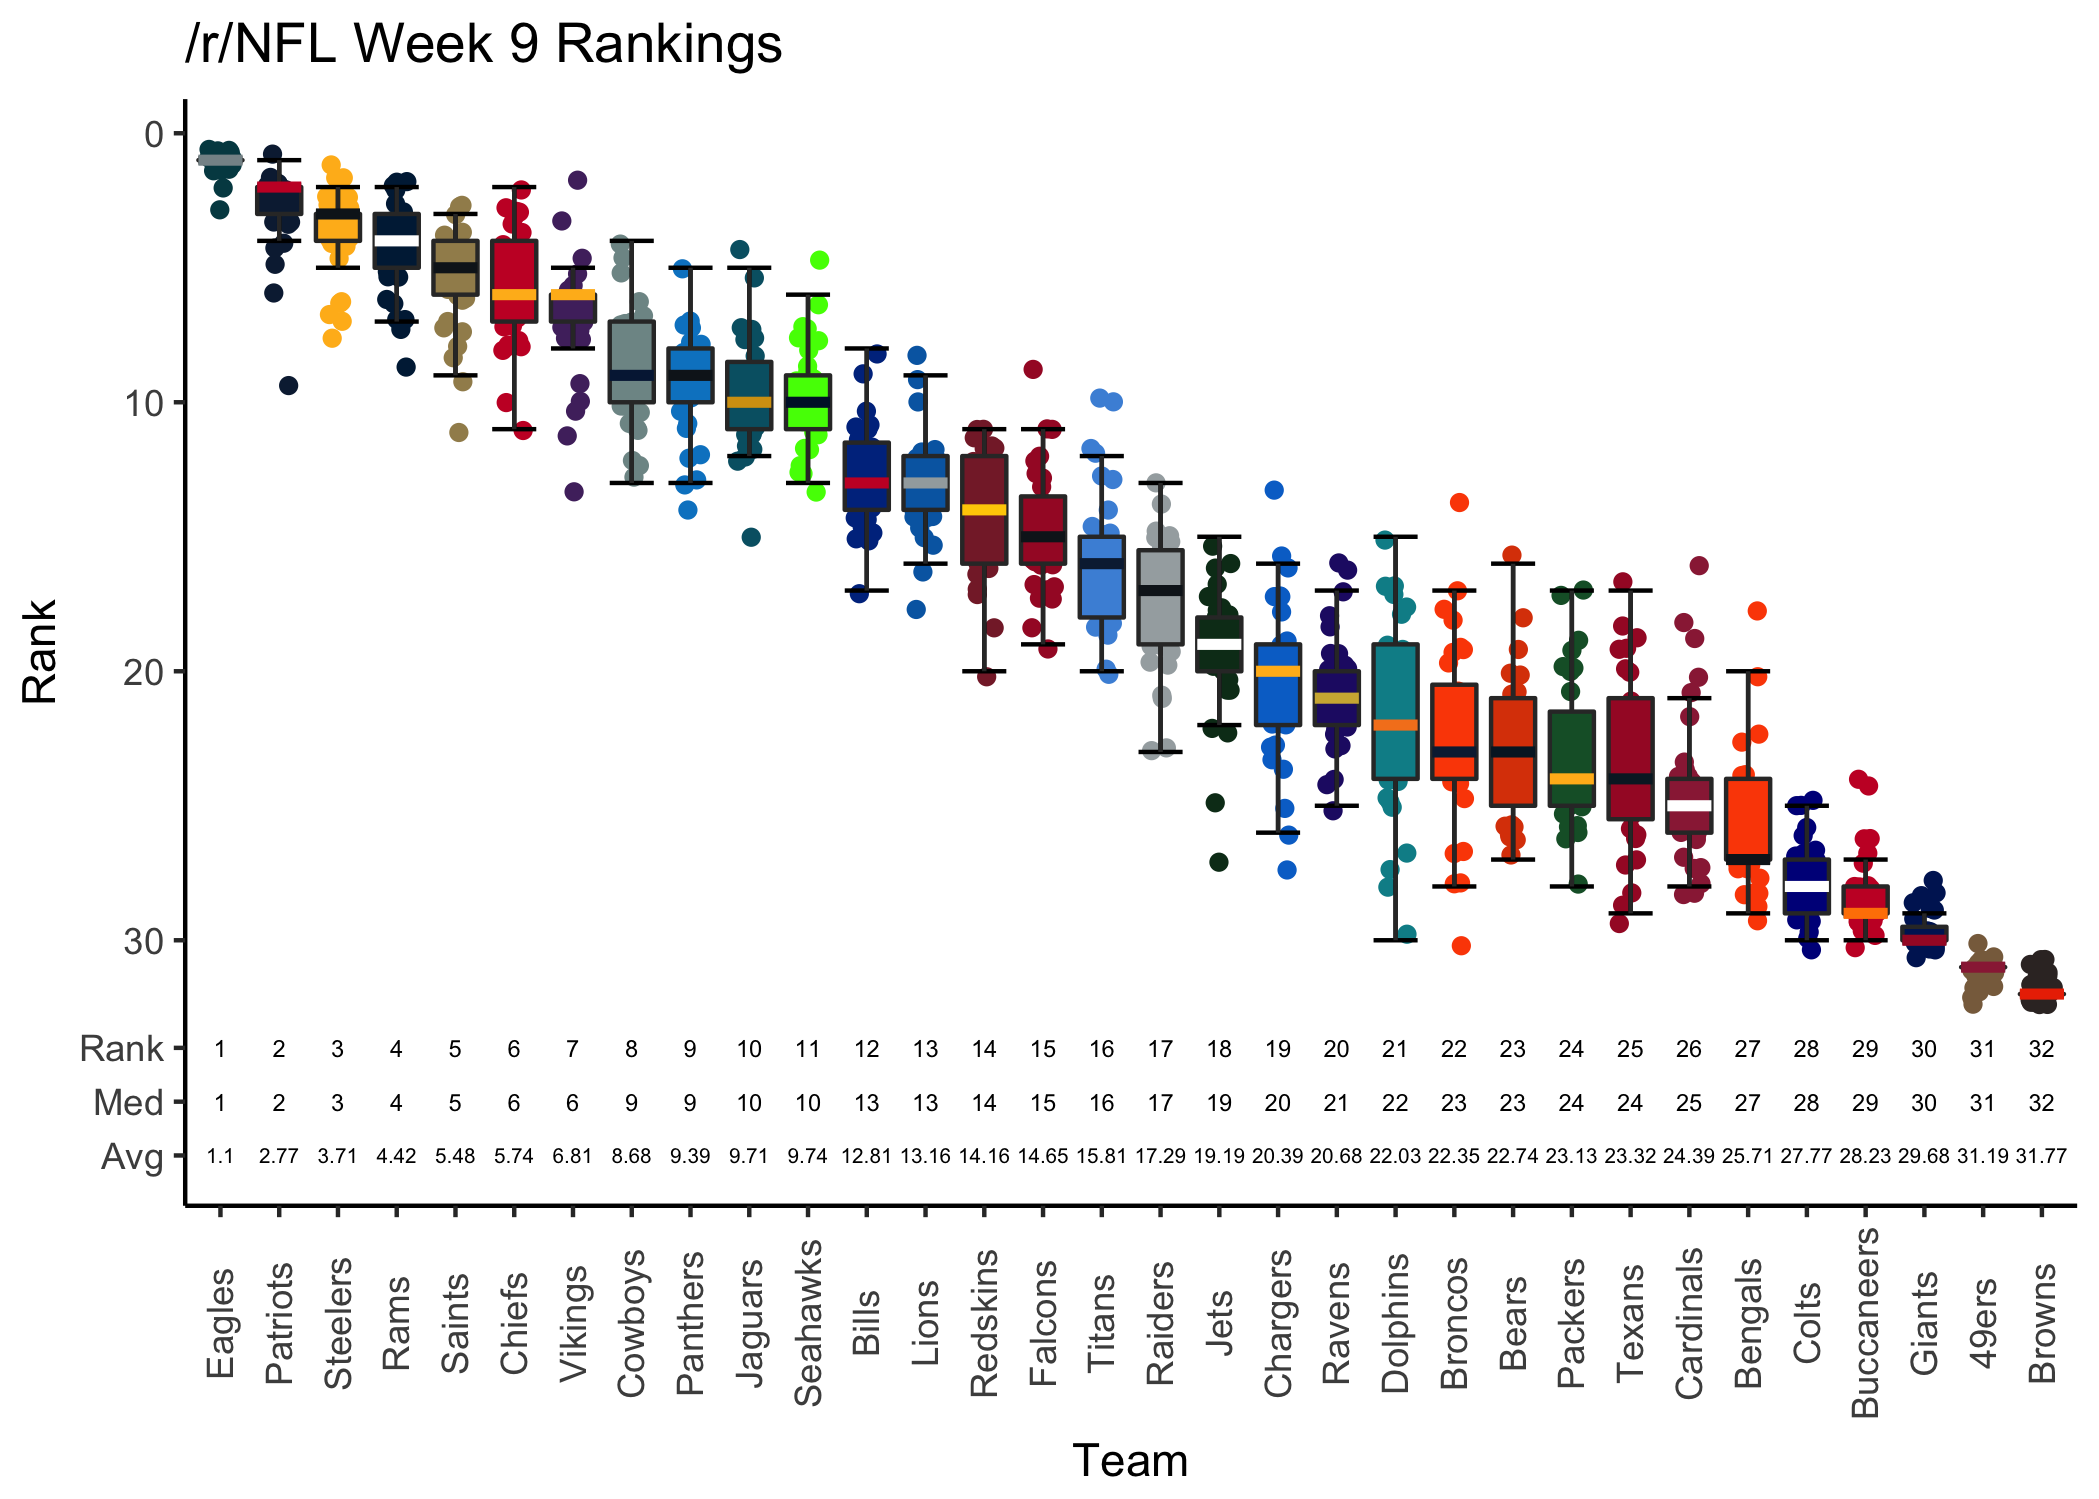 /r/NFL Week 9 Rankings
0
10
20
30
Rank
Rank 1 2 3 4 5 6 7 8 9 10 11 12 13 14 15 16 17 18 19 20 21 22 23 24 25 26 27 28 29 30 31 32
Med 1 2 3 4 5 6 6 9 9 10 10 13 13 14 15 16 17 19 20 21 22 23 23 24 24 25 27 28 29 30 31 32
Avg 1.1 2.77 3.71 4.42 5.48 5.74 6.81 8.68 9.39 9.71 9.74 12.81 13.16 14.16 14.65 15.81 17.29 19.19 20.39 20.68 22.03 22.35 22.74 23.13 23.32 24.39 25.71 27.77 28.23 29.68 31.19 31.77
Eagles
Patriots
Steelers
Rams
Saints
Chiefs
Vikings
Cowboys
Panthers
Jaguars
Seahawks
Bills
Lions
Redskins
Falcons
Titans
Raiders
Jets
Chargers
Ravens
Dolphins
Broncos
Bears
Packers
Texans
Cardinals
Bengals
Colts
Buccaneers
Giants
49ers
Browns
Team